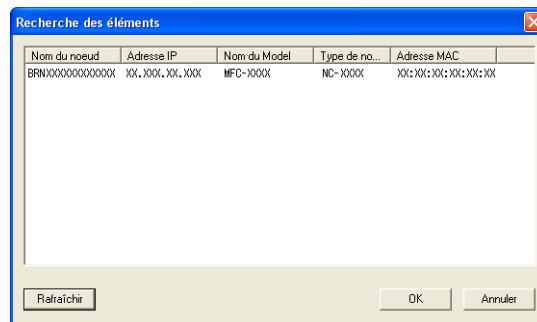 Recherche des éléments
Nom du noeud Adresse IP Nom du Model Type de no... Adresse MAC
BRNXXXXXXXXXXXX XX.XXX.XX.XXX MFC-XXXX NC-XXXX XX:XX:XX:XX:XX:XX
Rafraîchir OK Annuler